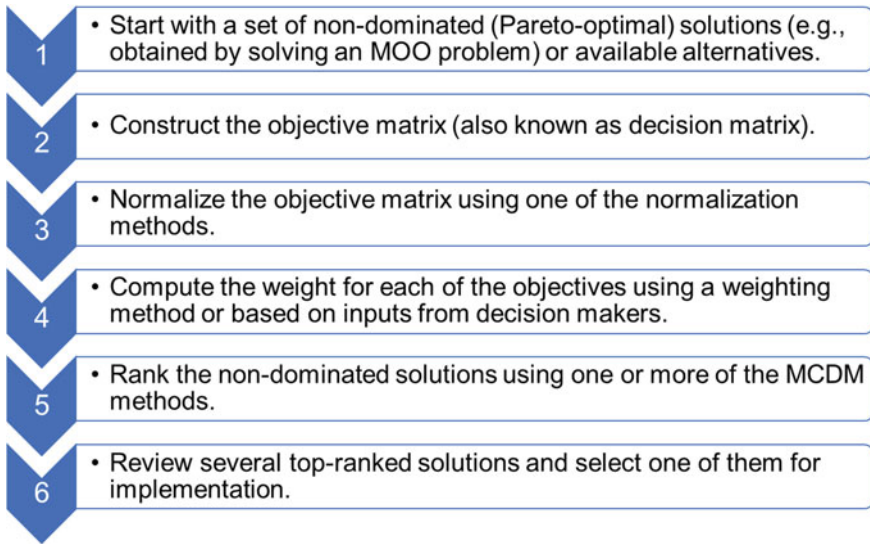 1
• Start with a set of non-dominated (Pareto-optimal) solutions (e.g.,
obtained by solving an MOO problem) or available alternatives.
2
• Construct the objective matrix (also known as decision matrix).
3
• Normalize the objective matrix using one of the normalization
methods.
4
• Compute the weight for each of the objectives using a weighting
method or based on inputs from decision makers.
5
• Rank the non-dominated solutions using one or more of the MCDM
methods.
6
• Review several top-ranked solutions and select one of them for
implementation.